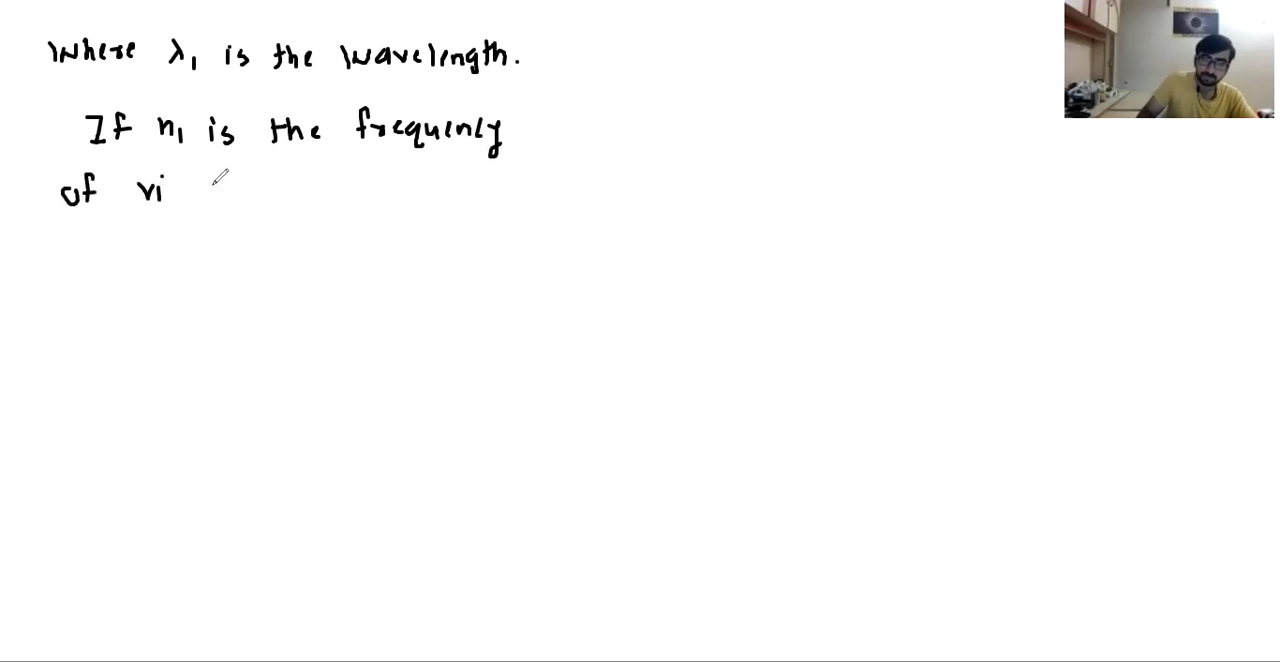 Where λ₁ is the wavelength.
If n₁ is the frequency
of vi